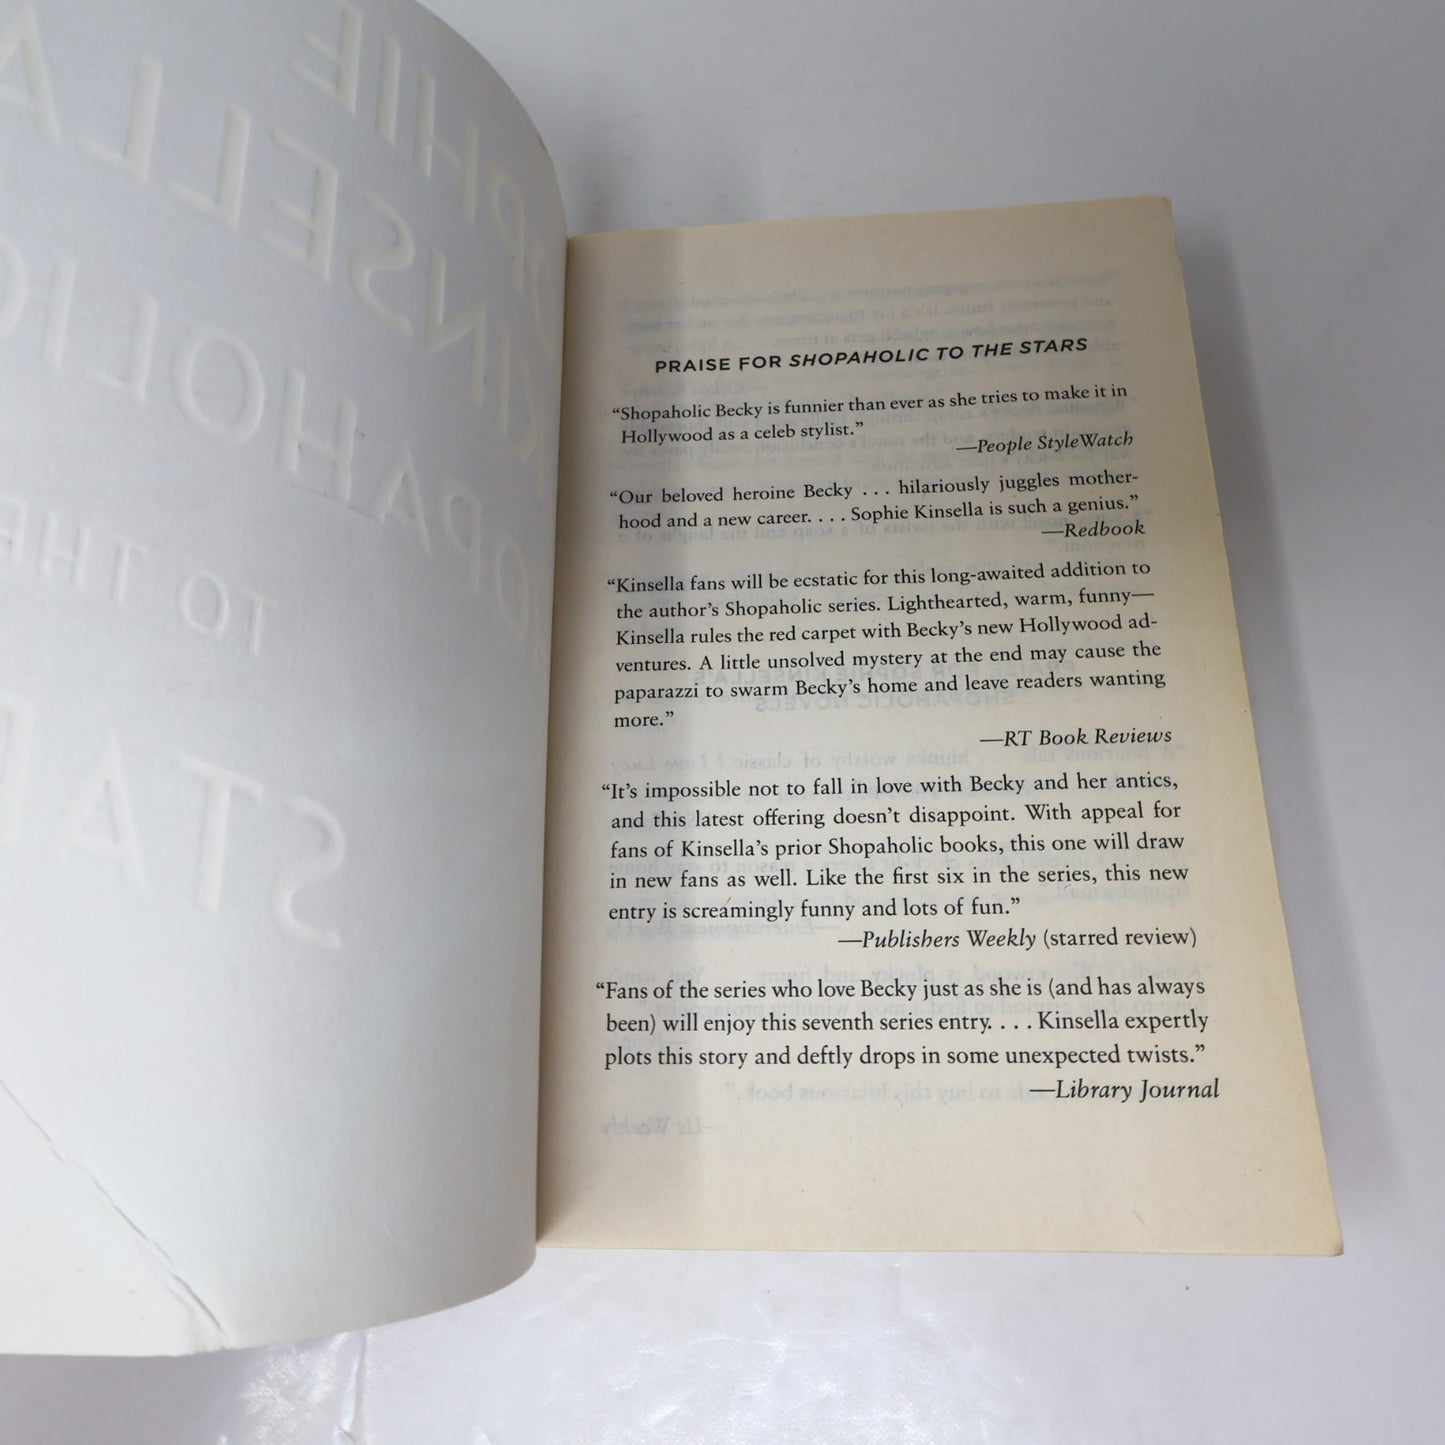 SOPHIE
KINSELLA
SHOPAHOLIC
TO THE
STARS
PRAISE FOR SHOPAHOLIC TO THE STARS
“Shopaholic Becky is funnier than ever as she tries to make it in
Hollywood as a celeb stylist.”
—People StyleWatch
“Our beloved heroine Becky . . . hilariously juggles mother-
hood and a new career. . . . Sophie Kinsella is such a genius.”
—Redbook
“Kinsella fans will be ecstatic for this long-awaited addition to
the author’s Shopaholic series. Lighthearted, warm, funny—
Kinsella rules the red carpet with Becky’s new Hollywood ad-
ventures. A little unsolved mystery at the end may cause the
paparazzi to swarm Becky’s home and leave readers wanting
more.”
—RT Book Reviews
“It’s impossible not to fall in love with Becky and her antics,
and this latest offering doesn’t disappoint. With appeal for
fans of Kinsella’s prior Shopaholic books, this one will draw
in new fans as well. Like the first six in the series, this new
entry is screamingly funny and lots of fun.”
—Publishers Weekly (starred review)
“Fans of the series who love Becky just as she is (and has always
been) will enjoy this seventh series entry. . . . Kinsella expertly
plots this story and deftly drops in some unexpected twists.”
—Library Journal